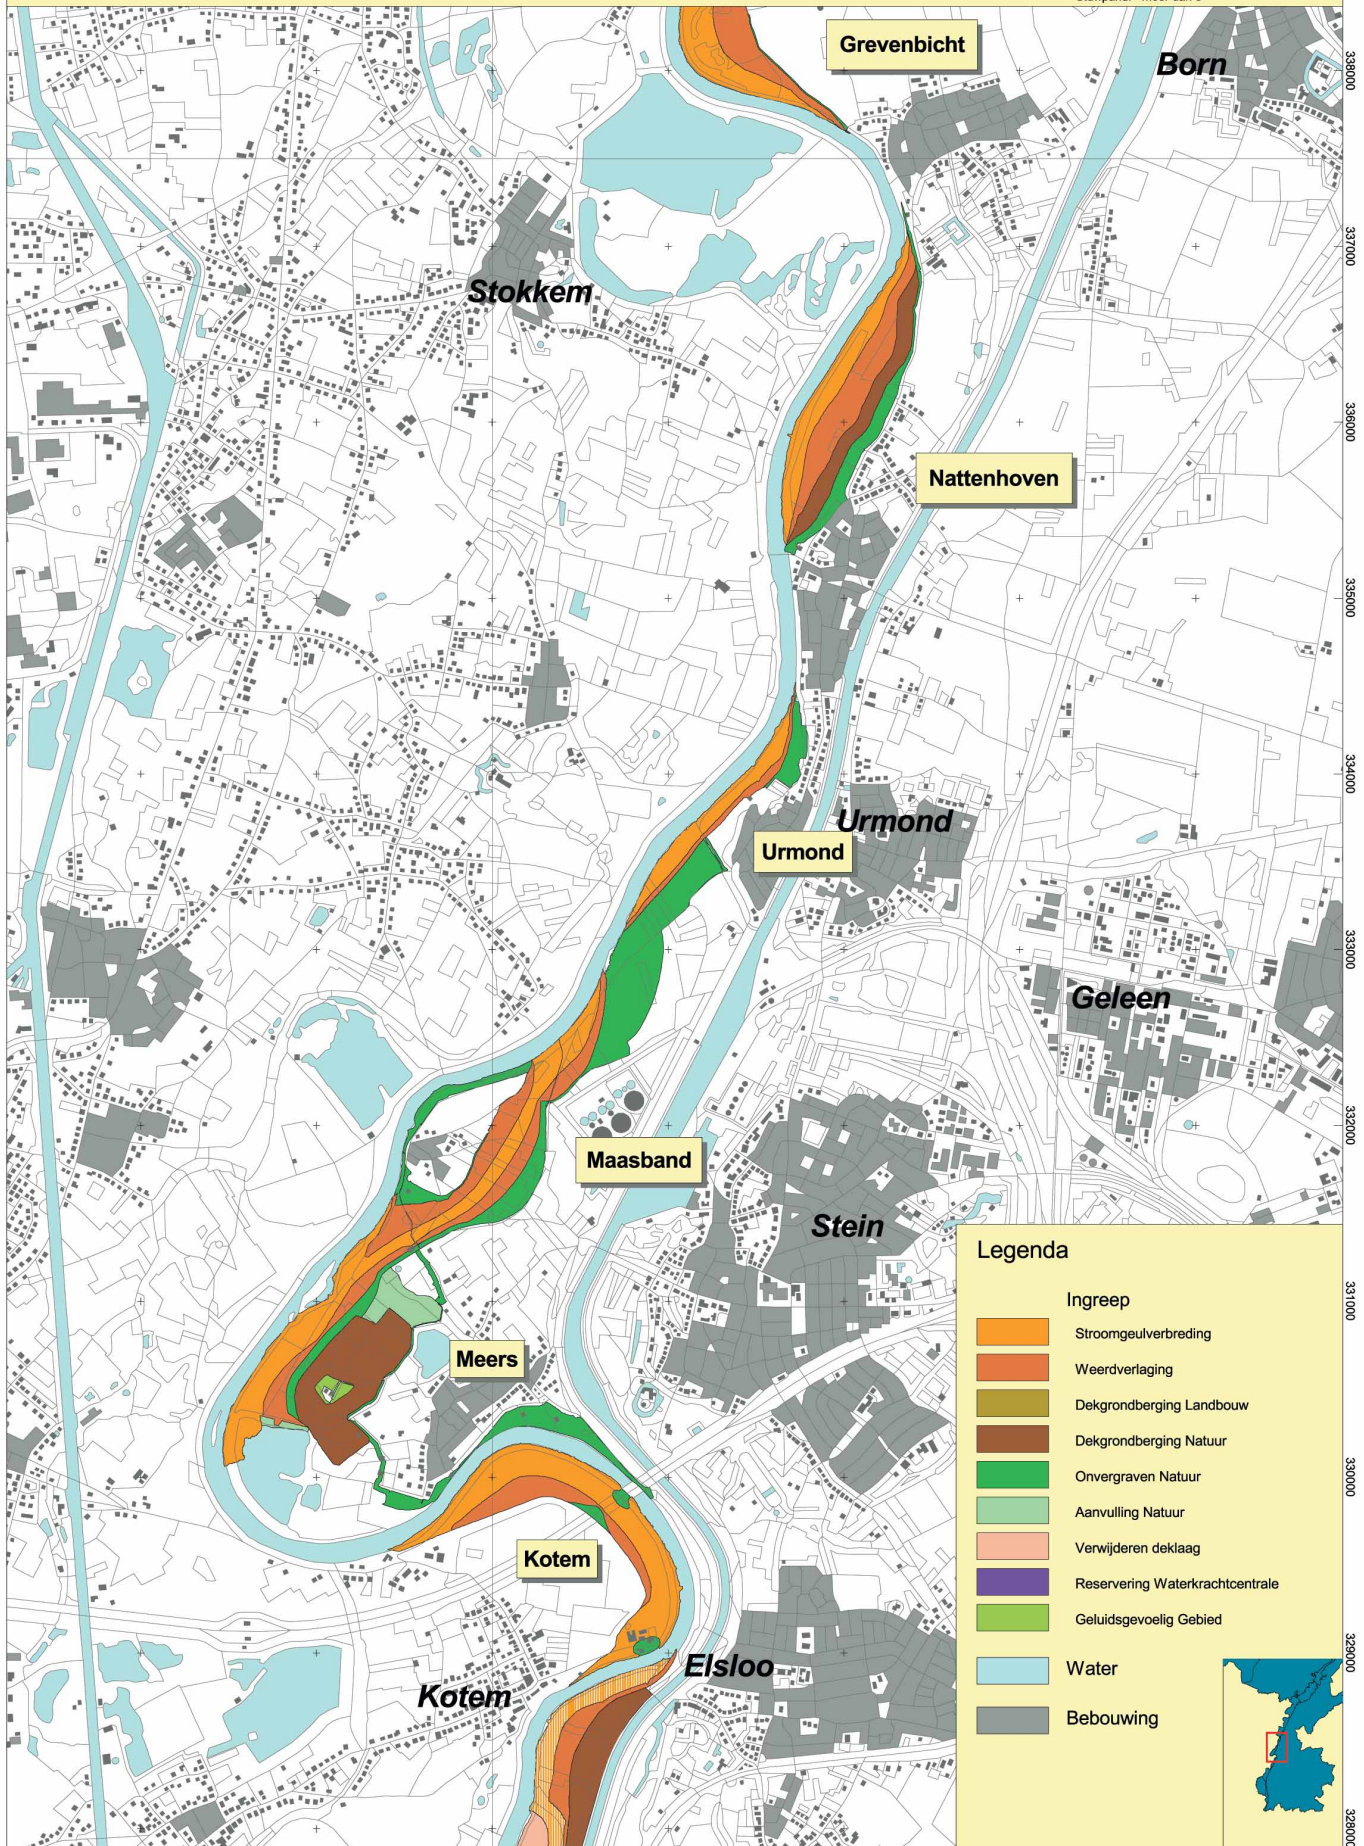 Grevenbicht
Born
338000
337000
Stokkem
336000
Nattenhoven
335000
334000
Urmond
Urmond
333000
Geleen
332000
Maasband
Stein
331000
Meers
330000
Kotem
329000
Elsloo
Kotem
328000
Legenda
Ingreep
Stroomgeulverbreding
Weerdverlaging
Dekgrondberging Landbouw
Dekgrondberging Natuur
Onvergraven Natuur
Aanvulling Natuur
Verwijderen deklaag
Reservering Waterkrachtcentrale
Geluidsgevoelig Gebied
Water
Bebouwing